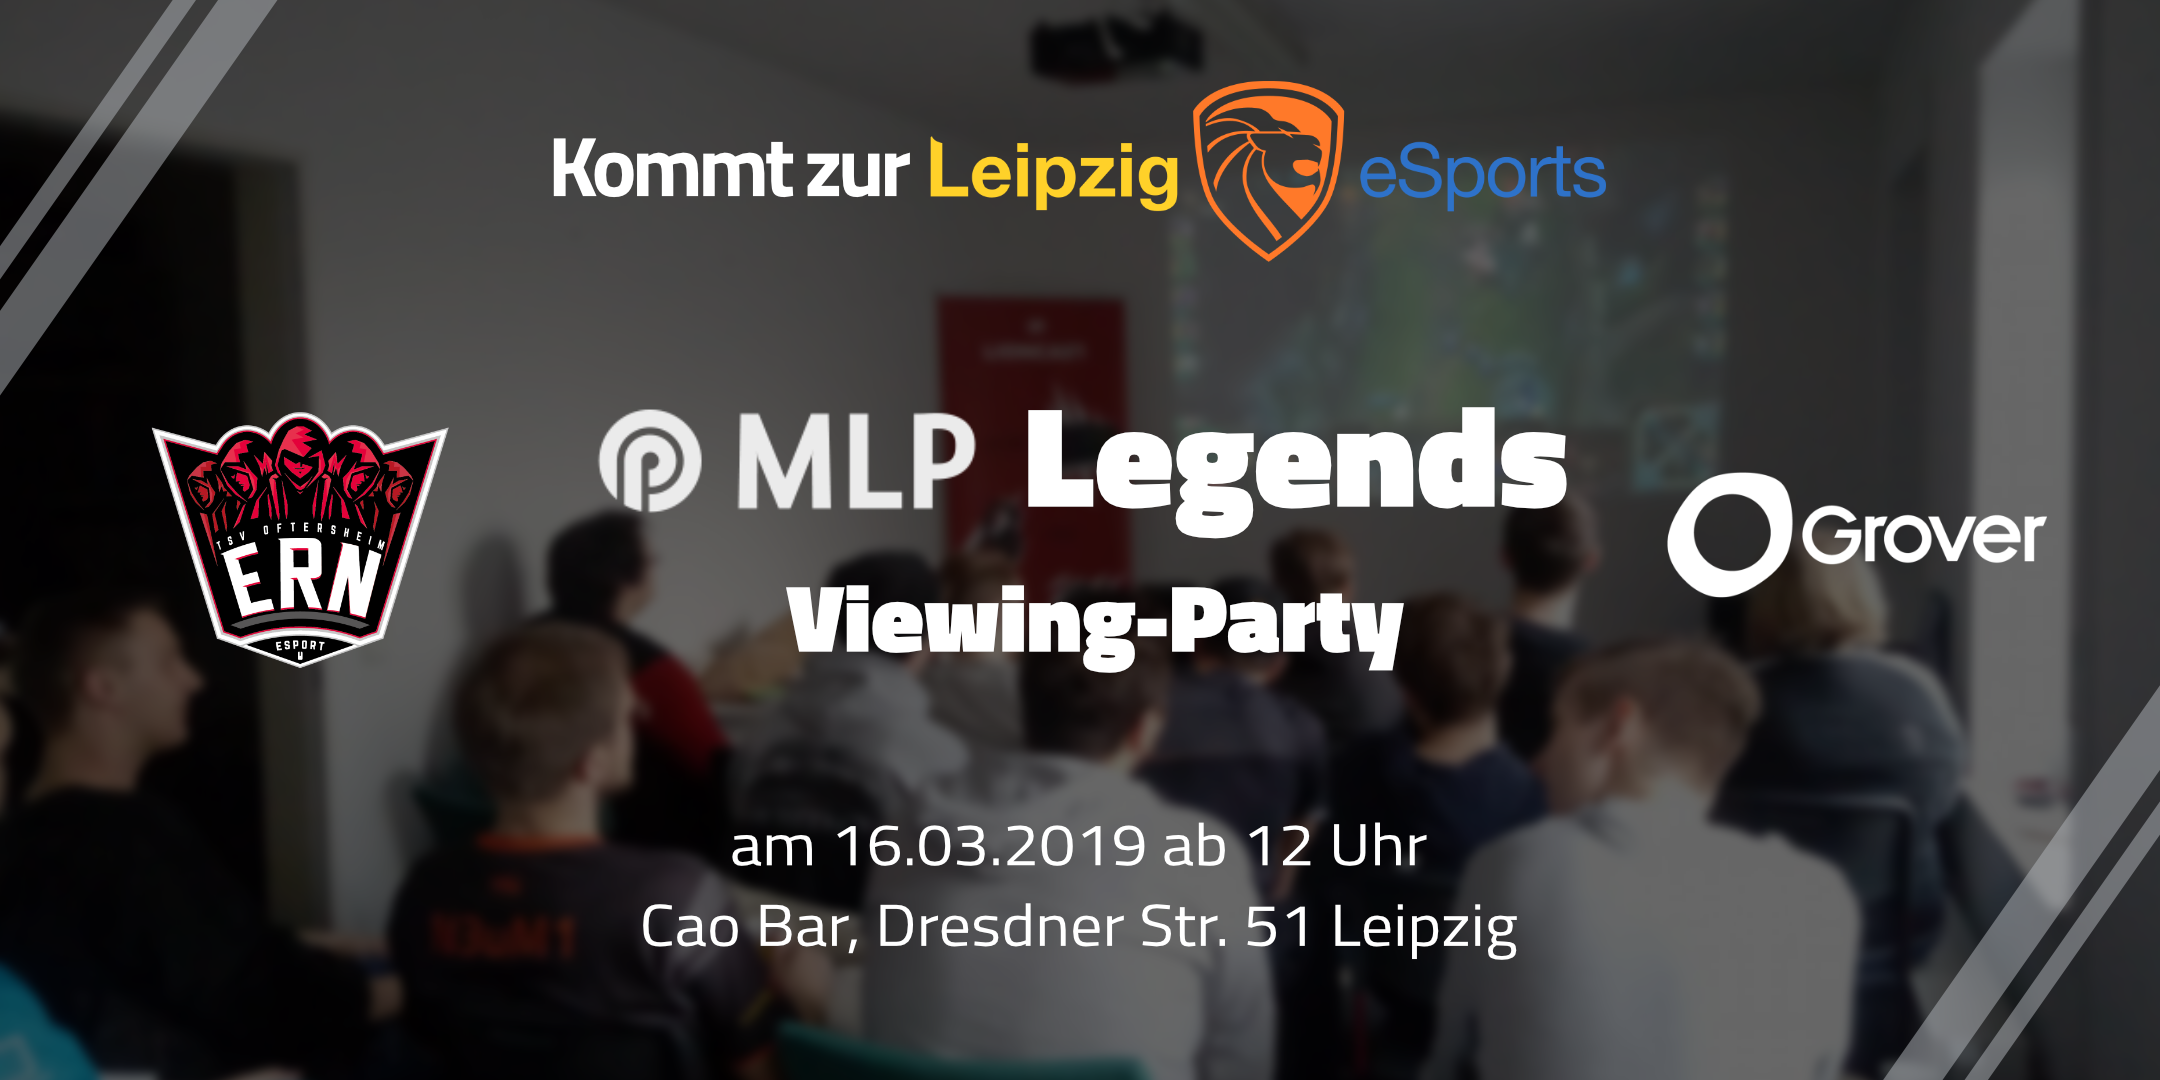 Kommt zur Leipzig eSports
MLP Legends
Viewing-Party
TSV OFTERSHEIM
ERN
ESPORT
Grover
am 16.03.2019 ab 12 Uhr
Cao Bar, Dresdner Str. 51 Leipzig